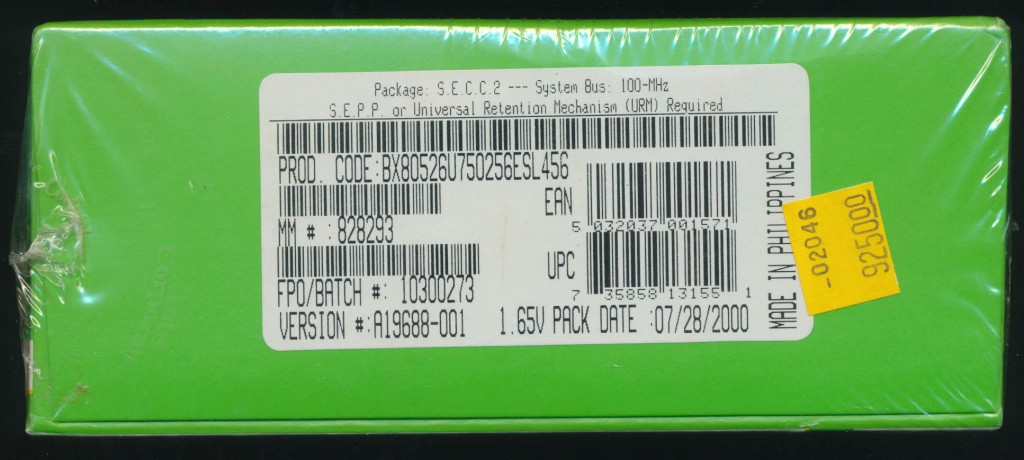 Package: S.E.C.C.2 --- System Bus: 100-MHz
S.E.P.P. or Universal Retention Mechanism (URM) Required
PROD. CODE:BX80526U750256ESL456
EAN
5 032037 001571
MM # : 828293
UPC
7 35858 13155 1
FPO/BATCH #: 10300273
VERSION #:A19688-001 1.65V PACK DATE :07/28/2000
MADE IN PHILIPPINES
-02046
925000